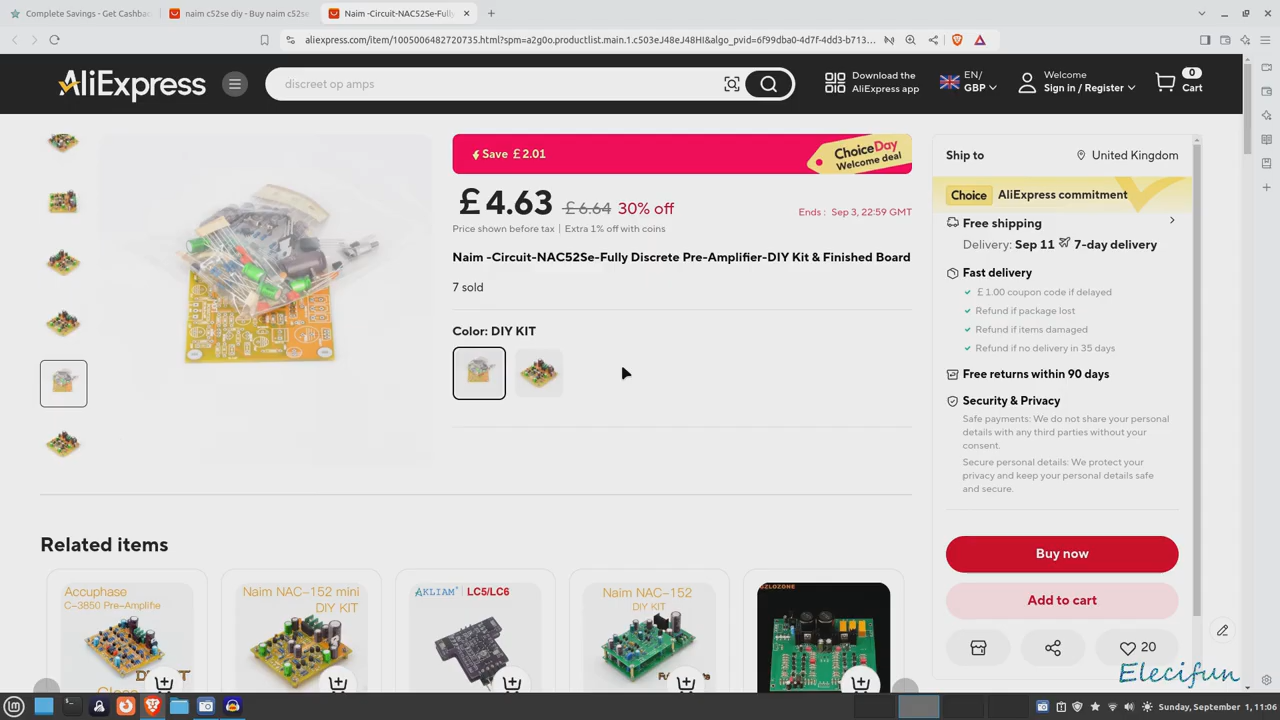 Complete Savings - Get Cashba
naim c52se diy - Buy naim c52se
Naim -Circuit-NAC52Se-Fully
aliexpress.com/item/1005006482720735.html?spm=a2g0o.productlist.main.1.c503eJ48eJ48HI&algo_pvid=6f99dba0-4d7f-4dd3-b713...
AliExpress
discreet op amps
Download the
AliExpress app
EN/
GBP
Welcome
Sign in / Register
0
Cart
Save £2.01
ChoiceDay
Welcome deal
£4.63 £6.64 30% off
Ends : Sep 3, 22:59 GMT
Price shown before tax | Extra 1% off with coins
Naim -Circuit-NAC52Se-Fully Discrete Pre-Amplifier-DIY Kit & Finished Board
7 sold
Color: DIY KIT
Ship to
United Kingdom
Choice AliExpress commitment
Free shipping
Delivery: Sep 11 7-day delivery
Fast delivery
£ 1.00 coupon code if delayed
Refund if package lost
Refund if items damaged
Refund if no delivery in 35 days
Free returns within 90 days
Security & Privacy
Safe payments: We do not share your personal
details with any third parties without your
consent.
Secure personal details: We protect your
privacy and keep your personal details safe
and secure.
Buy now
Add to cart
20
Related items
Accuphase
C-3850 Pre-Amplifie
Naim NAC-152 mini
DIY KIT
AKLIAM LC5/LC6
Naim NAC-152
DIY KIT
ZLOZONE
Elecifun
Sunday, September 1, 11:06